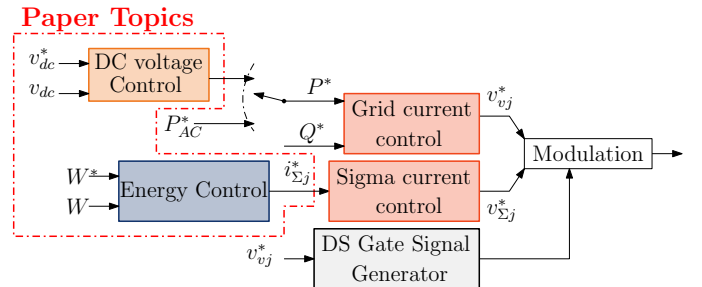 Paper Topics
v*dc
vdc
DC voltage
Control
P*AC
P*
Q*
Grid current
control
v*vj
W*
W
Energy Control
i*Σj
Sigma current
control
v*Σj
Modulation
v*vj
DS Gate Signal
Generator